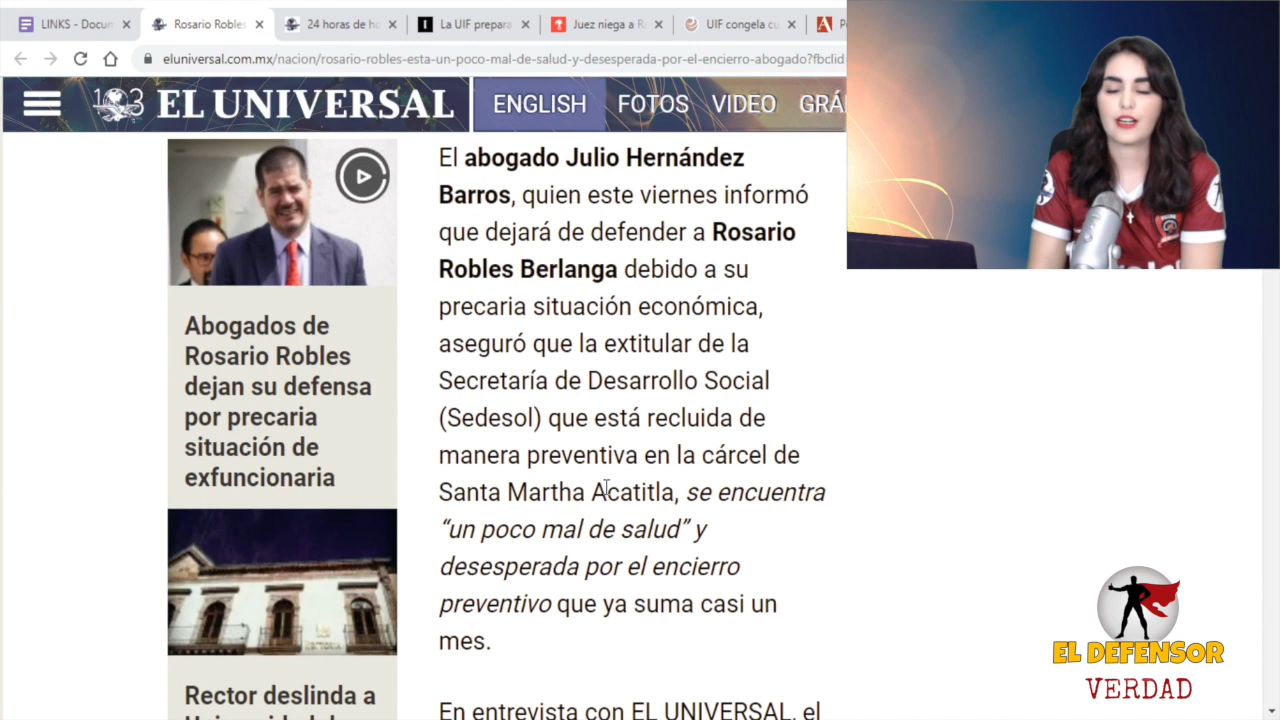 LINKS - Docun
Rosario Robles
24 horas de ho
La UIF prepara
Juez niega a R
UIF congela cu
eluniversal.com.mx/nacion/rosario-robles-esta-un-poco-mal-de-salud-y-desesperada-por-el-encierro-abogado?fbclid
EL UNIVERSAL
ENGLISH
FOTOS
VIDEO
GRÁ
Abogados de
Rosario Robles
dejan su defensa
por precaria
situación de
exfuncionaria
Rector deslinda a
El abogado Julio Hernández
Barros, quien este viernes informó
que dejará de defender a Rosario
Robles Berlanga debido a su
precaria situación económica,
aseguró que la extitular de la
Secretaría de Desarrollo Social
(Sedesol) que está recluida de
manera preventiva en la cárcel de
Santa Martha Acatitla, se encuentra
“un poco mal de salud” y
desesperada por el encierro
preventivo que ya suma casi un
mes.
En entrevista con EL UNIVERSAL, el
EL DEFENSOR
VERDAD